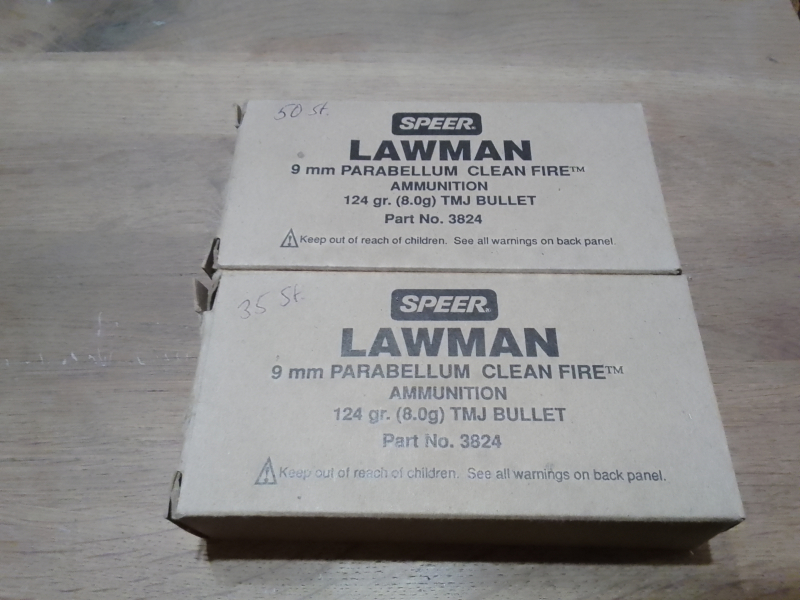 50 St.
SPEER®
LAWMAN
9 mm PARABELLUM CLEAN FIRE™
AMMUNITION
124 gr. (8.0g) TMJ BULLET
Part No. 3824
Keep out of reach of children. See all warnings on back panel.
35 St.
SPEER®
LAWMAN
9 mm PARABELLUM CLEAN FIRE™
AMMUNITION
124 gr. (8.0g) TMJ BULLET
Part No. 3824
Keep out of reach of children. See all warnings on back panel.